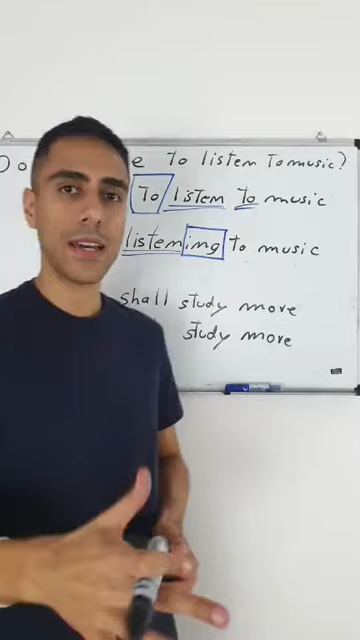 e To listen To music?
To listen to music
listening to music
shall study more
study more